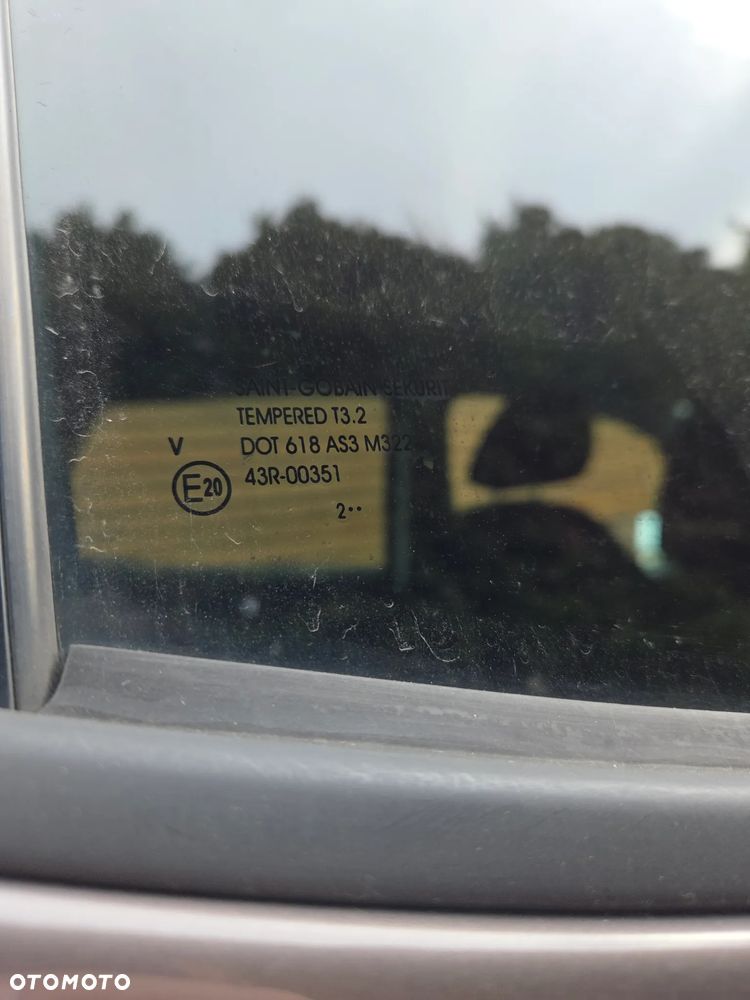 SAINT-GOBAIN SEKURIT
TEMPERED T3.2
V DOT 618 AS3 M322
E20 43R-00351
2··
OTOMOTO